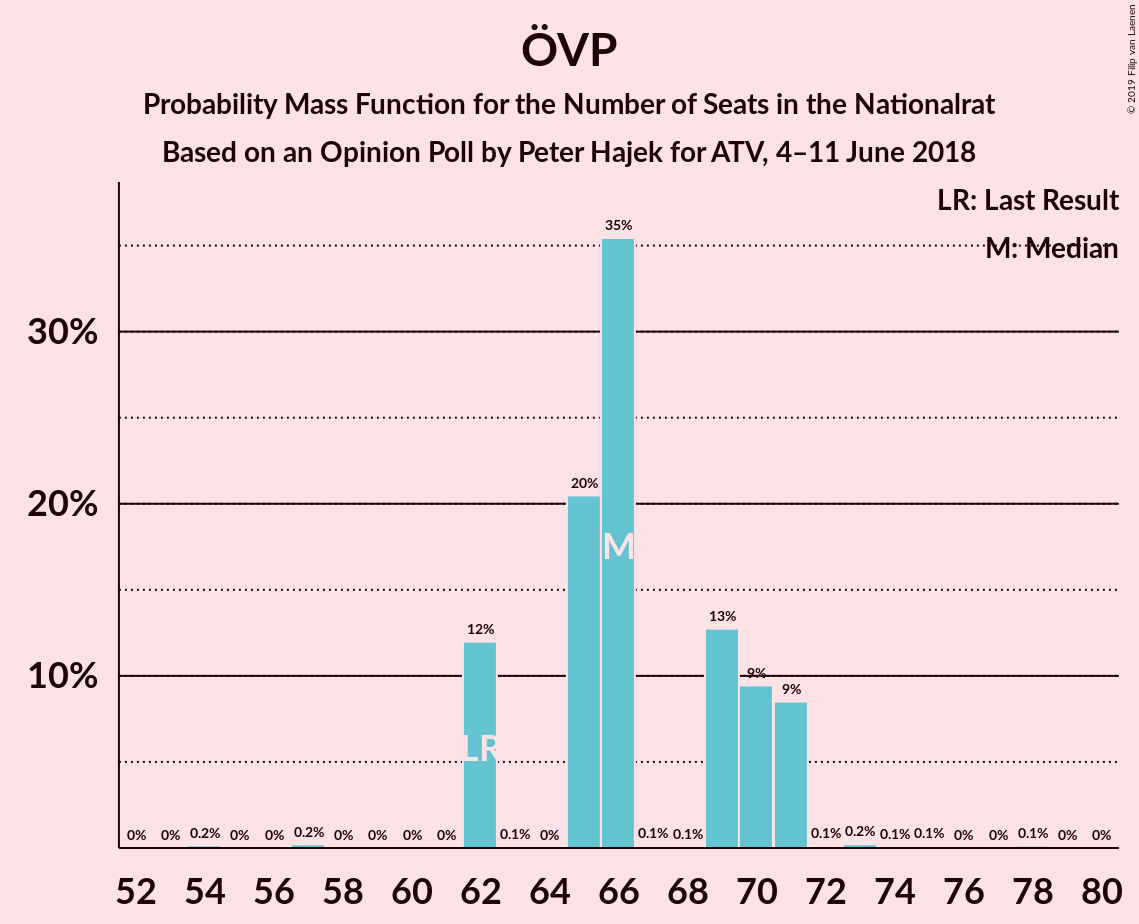 ÖVP
Probability Mass Function for the Number of Seats in the Nationalrat
Based on an Opinion Poll by Peter Hajek for ATV, 4–11 June 2018
© 2019 Filip van Laenen
LR: Last Result
M: Median
35%
30%
20%
20%
M
13%
12%
10%
9%
9%
LR
0% 0% 0.2% 0% 0% 0.2% 0% 0% 0% 0% 0.1% 0% 0.1% 0.1% 0.1% 0.2% 0.1% 0.1% 0% 0% 0.1% 0% 0%
52 54 56 58 60 62 64 66 68 70 72 74 76 78 80